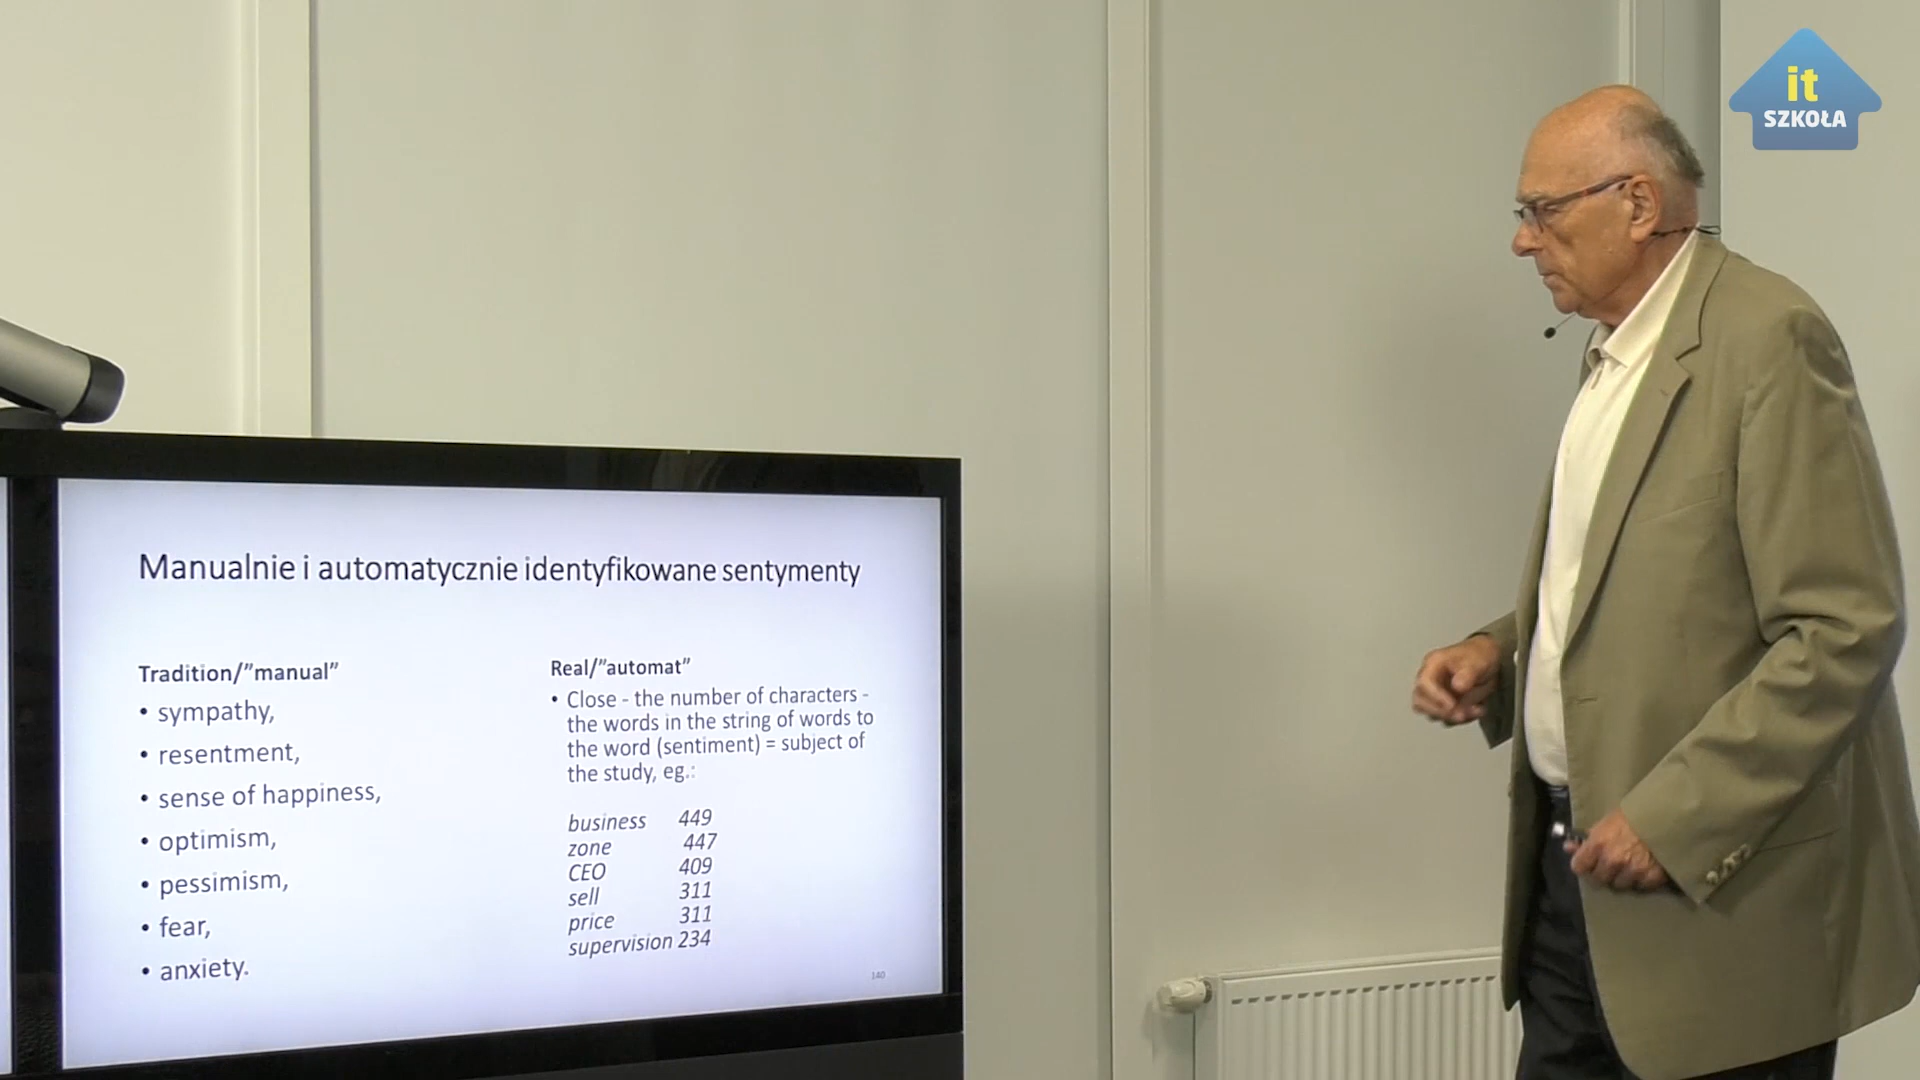 it
SZKOŁA
Manualnie i automatycznie identyfikowane sentymenty
Tradition/”manual”
• sympathy,
• resentment,
• sense of happiness,
• optimism,
• pessimism,
• fear,
• anxiety.
Real/”automat”
• Close - the number of characters -
the words in the string of words to
the word (sentiment) = subject of
the study, eg.:
business 449
zone 447
CEO 409
sell 311
price 311
supervision 234
140